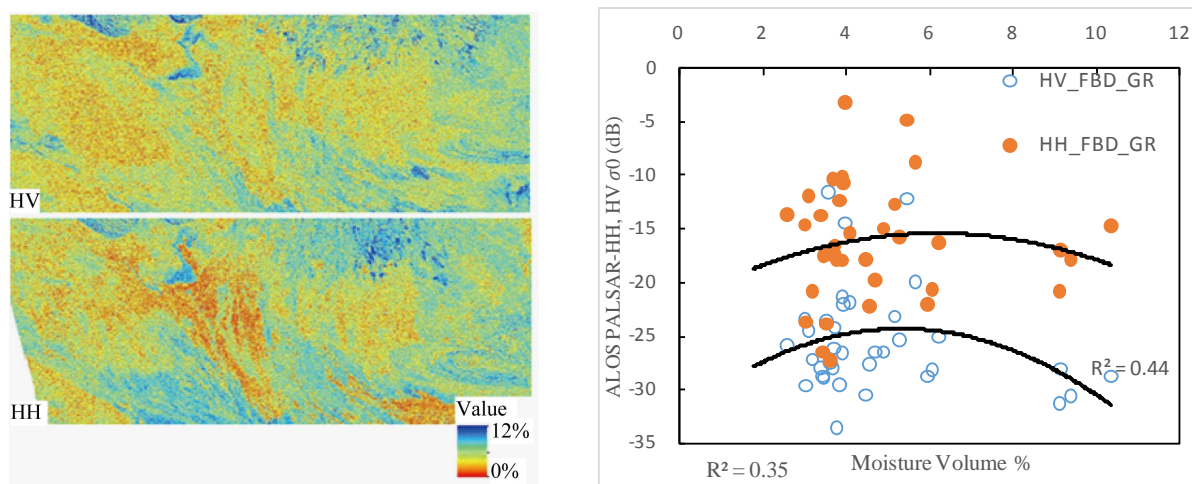 HV
HH
Value
12%
0%
0 2 4 6 8 10 12
0
-5
-10
-15
-20
-25
-30
-35
ALOS PALSAR-HH, HV σ0 (dB)
HV_FBD_GR
HH_FBD_GR
R² = 0.44
R² = 0.35
Moisture Volume %